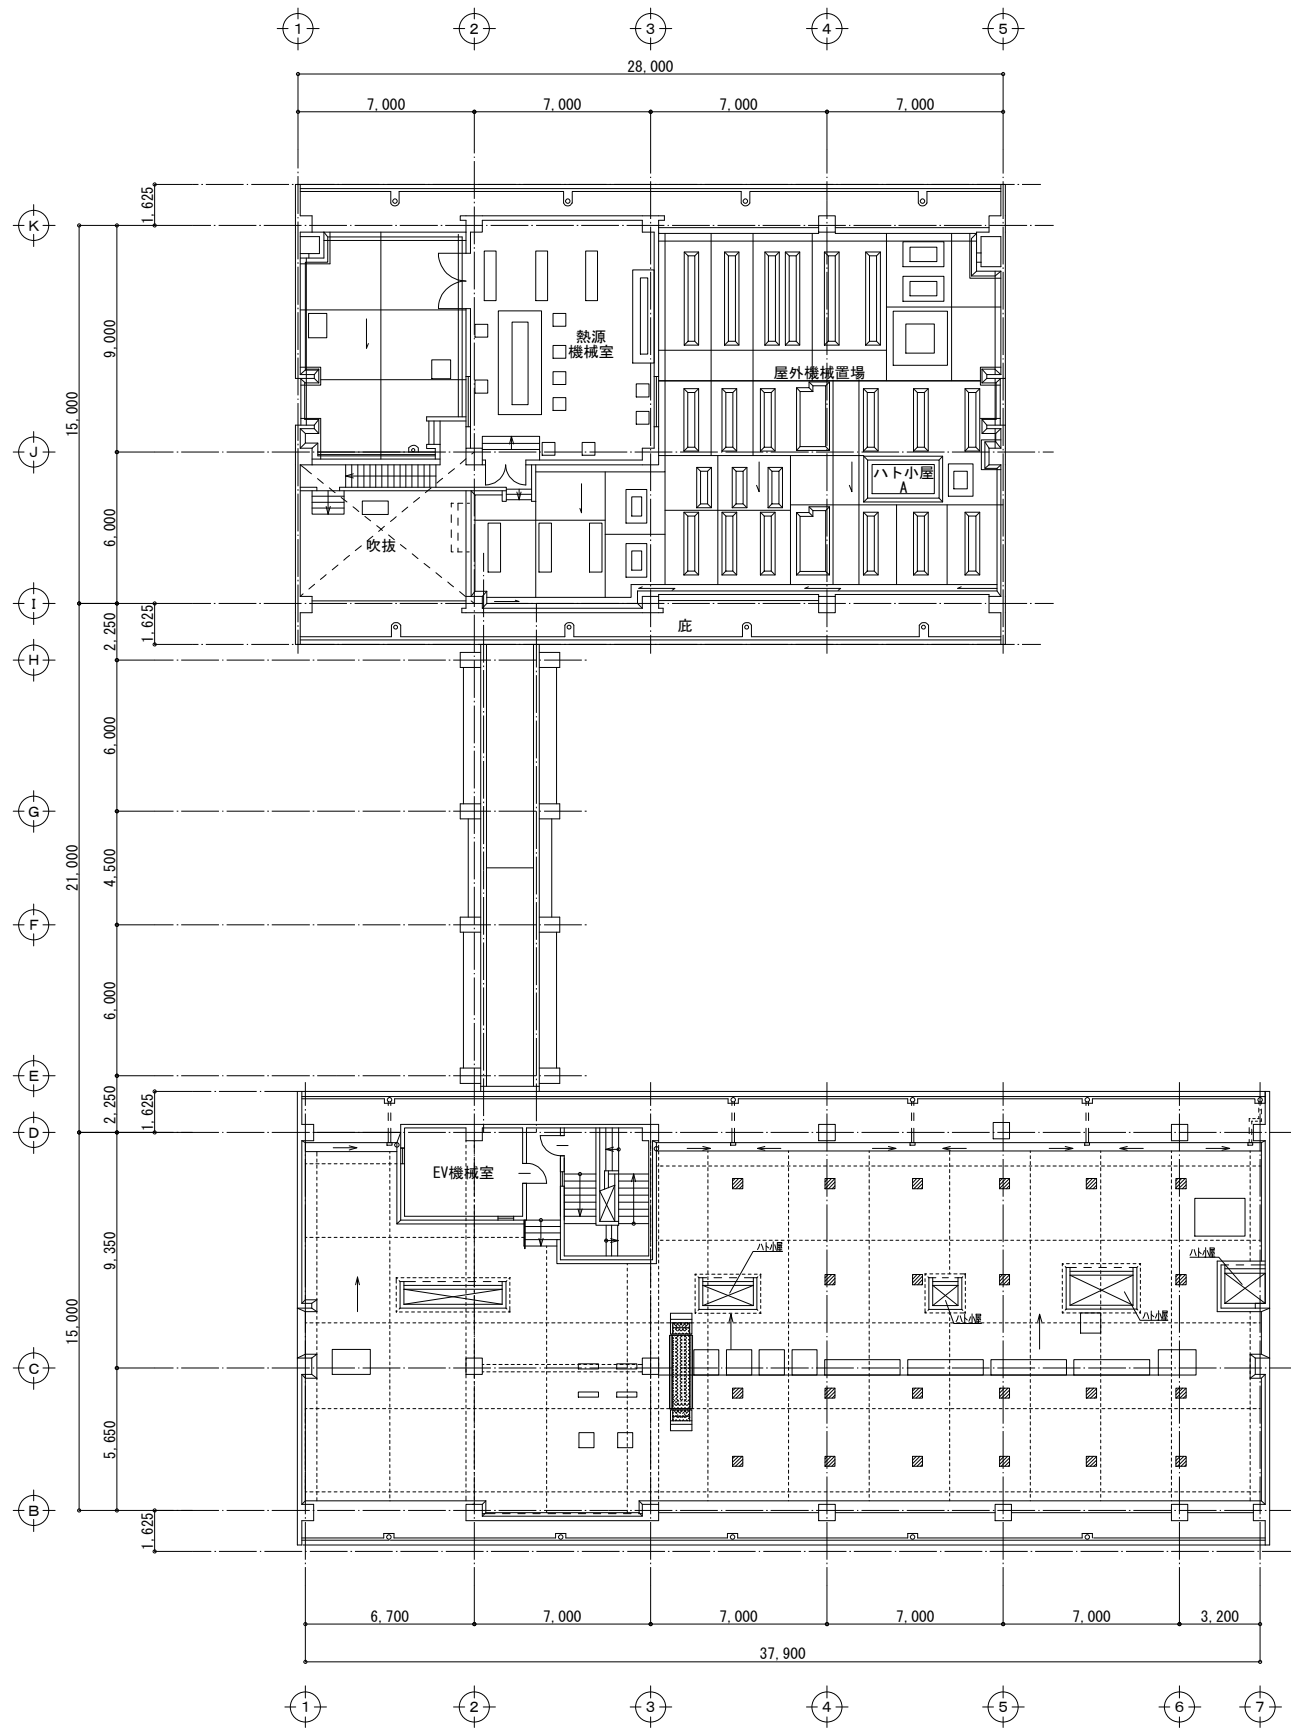 1 2 3 4 5
28,000
7,000 7,000 7,000 7,000
1,625
K
9,000
熱源
機械室
屋外機械置場
15,000
J
ハト小屋
A
6,000
吹抜
I
2,250
1,625
庇
H
6,000
G
21,000
4,500
F
6,000
E
2,250
1,625
D
EV機械室
9,350
ハト小屋
ハト小屋
ハト小屋
ハト小屋
15,000
C
5,650
B
1,625
6,700 7,000 7,000 7,000 7,000 3,200
37,900
1 2 3 4 5 6 7